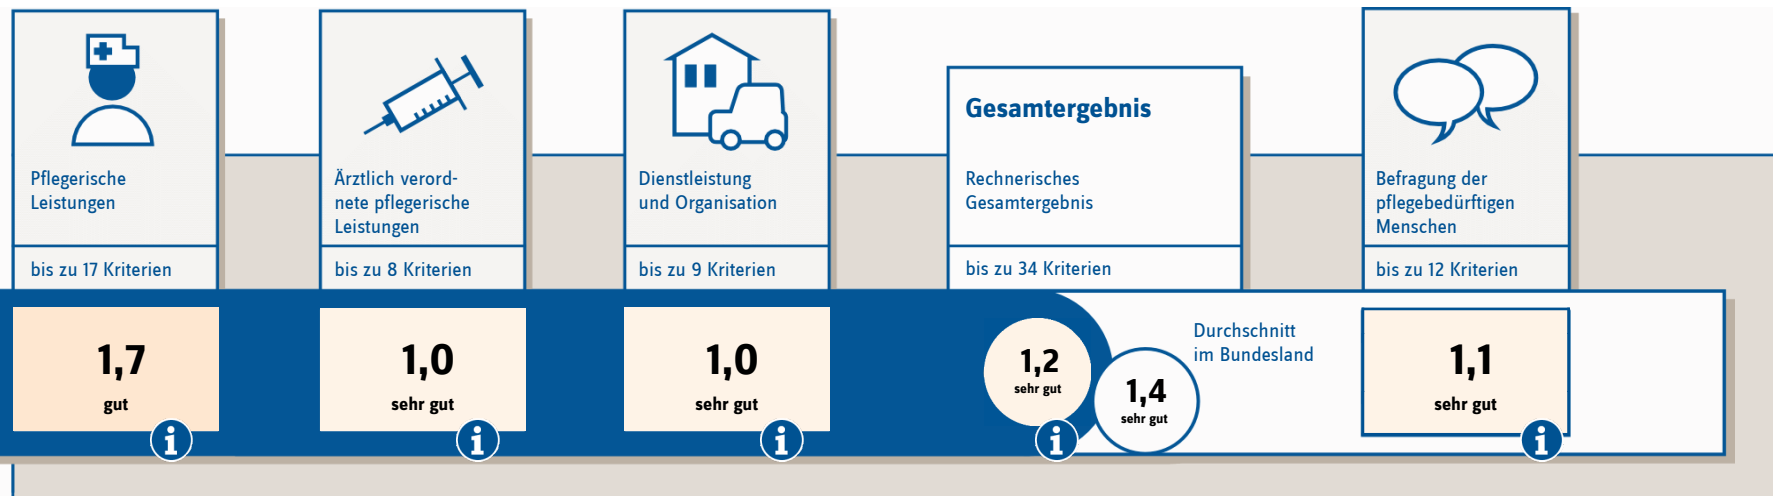 Pflegerische
Leistungen
bis zu 17 Kriterien
1,7
gut
i
Ärztlich verord-
nete pflegerische
Leistungen
bis zu 8 Kriterien
1,0
sehr gut
i
Dienstleistung
und Organisation
bis zu 9 Kriterien
1,0
sehr gut
i
Gesamtergebnis
Rechnerisches
Gesamtergebnis
bis zu 34 Kriterien
1,2
sehr gut
i
1,4
sehr gut
Durchschnitt
im Bundesland
Befragung der
pflegebedürftigen
Menschen
bis zu 12 Kriterien
1,1
sehr gut
i